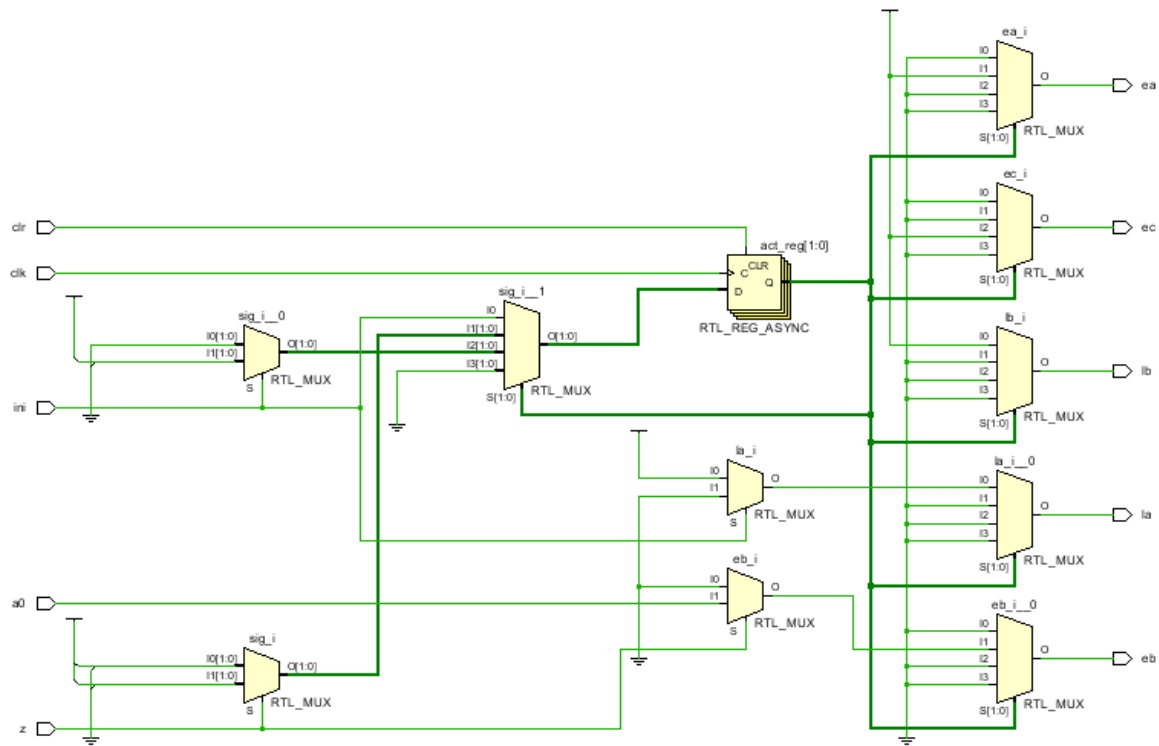 ea_i
I0
I1
I2
I3
O
ea
S[1:0]
RTL_MUX
ec_i
I0
I1
I2
I3
O
ec
S[1:0]
RTL_MUX
clr
act_reg[1:0]
CLR
C
D
Q
RTL_REG_ASYNC
clk
sig_i__0
I0[1:0]
I1[1:0]
O[1:0]
S
RTL_MUX
sig_i__1
I0
I1[1:0]
I2[1:0]
I3[1:0]
O[1:0]
S[1:0]
RTL_MUX
lb_i
I0
I1
I2
I3
O
lb
S[1:0]
RTL_MUX
ini
la_i
I0
I1
O
S
RTL_MUX
la_i__0
I0
I1
I2
I3
O
la
S[1:0]
RTL_MUX
a0
eb_i
I0
I1
O
S
RTL_MUX
eb_i__0
I0
I1
I2
I3
O
eb
S[1:0]
RTL_MUX
sig_i
I0[1:0]
I1[1:0]
O[1:0]
S
RTL_MUX
z